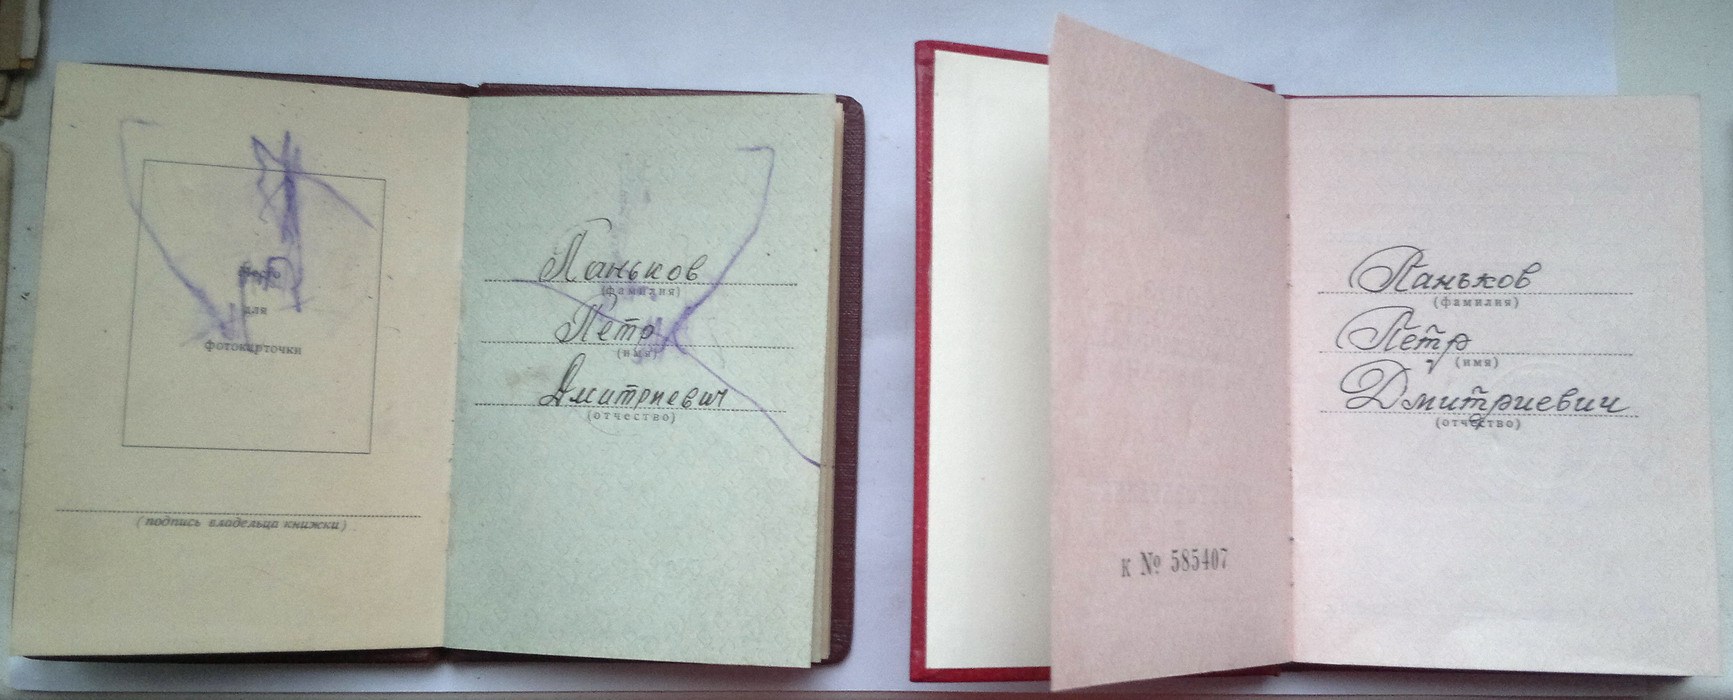 Место
для
фотокарточки
(подпись владельца книжки)
Паньков
(фамилия)
Петр
(имя)
Дмитриевич
(отчество)
К № 585407
Паньков
(фамилия)
Петр
(имя)
Дмитриевич
(отчество)